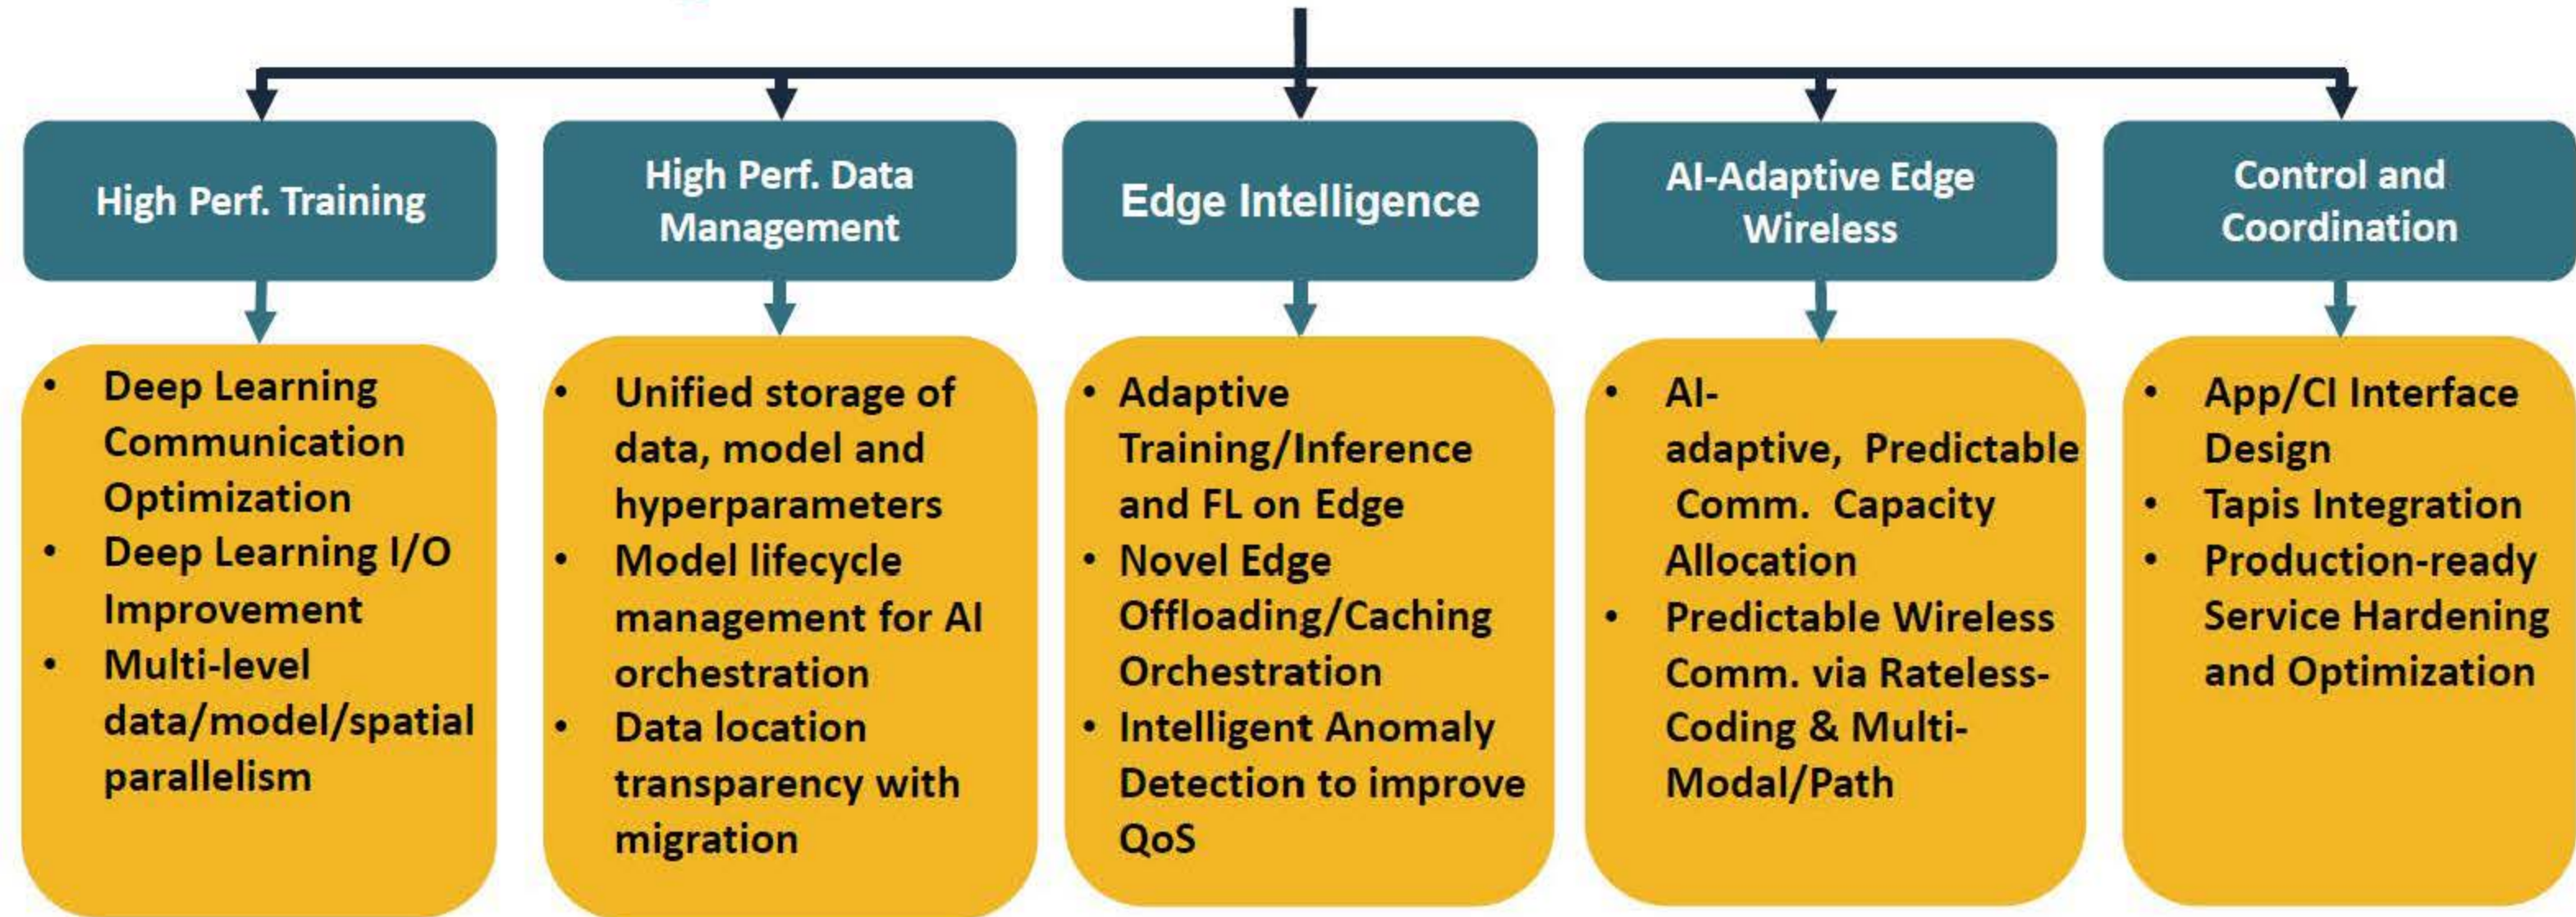 High Perf. Training
High Perf. Data
Management
Edge Intelligence
AI-Adaptive Edge
Wireless
Control and
Coordination
• Deep Learning
Communication
Optimization
• Deep Learning I/O
Improvement
• Multi-level
data/model/spatial
parallelism
• Unified storage of
data, model and
hyperparameters
• Model lifecycle
management for AI
orchestration
• Data location
transparency with
migration
• Adaptive
Training/Inference
and FL on Edge
• Novel Edge
Offloading/Caching
Orchestration
• Intelligent Anomaly
Detection to improve
QoS
• AI-
adaptive, Predictable
Comm. Capacity
Allocation
• Predictable Wireless
Comm. via Rateless-
Coding & Multi-
Modal/Path
• App/CI Interface
Design
• Tapis Integration
• Production-ready
Service Hardening
and Optimization